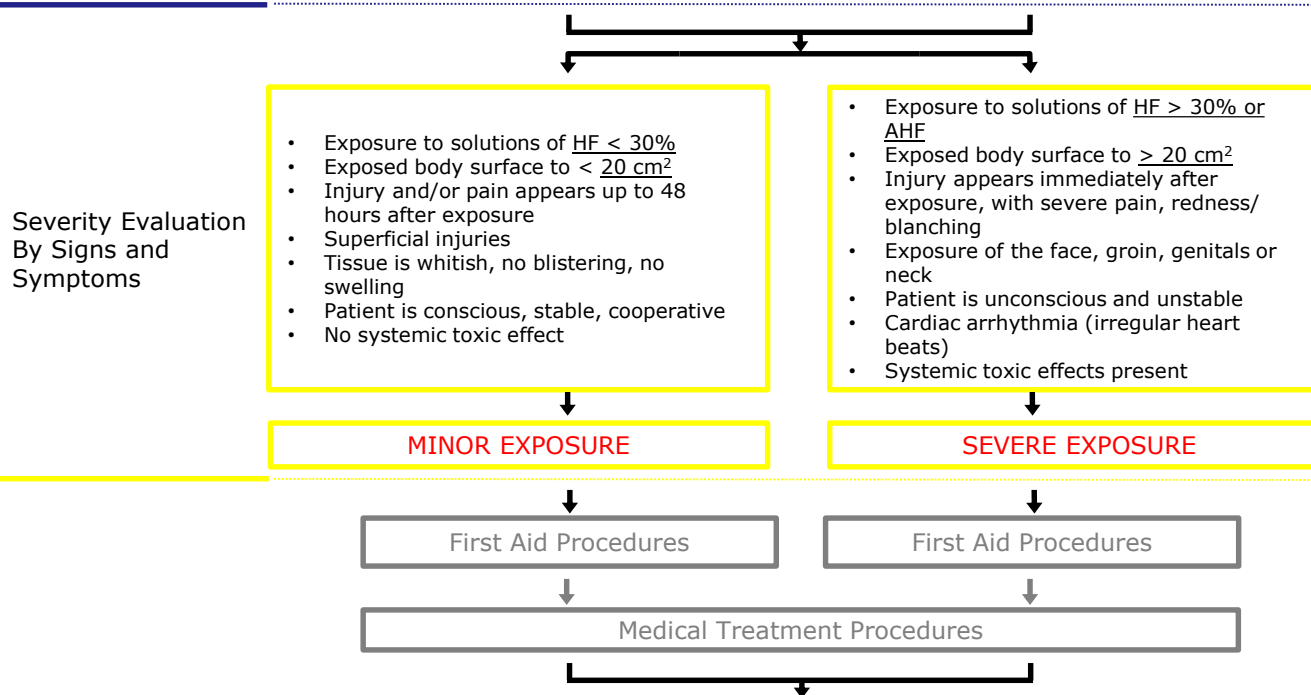 Severity Evaluation
By Signs and
Symptoms
• Exposure to solutions of HF < 30%
• Exposed body surface to < 20 cm²
• Injury and/or pain appears up to 48
hours after exposure
• Superficial injuries
• Tissue is whitish, no blistering, no
swelling
• Patient is conscious, stable, cooperative
• No systemic toxic effect
• Exposure to solutions of HF > 30% or
AHF
• Exposed body surface to > 20 cm²
• Injury appears immediately after
exposure, with severe pain, redness/
blanching
• Exposure of the face, groin, genitals or
neck
• Patient is unconscious and unstable
• Cardiac arrhythmia (irregular heart
beats)
• Systemic toxic effects present
MINOR EXPOSURE
SEVERE EXPOSURE
First Aid Procedures
First Aid Procedures
Medical Treatment Procedures